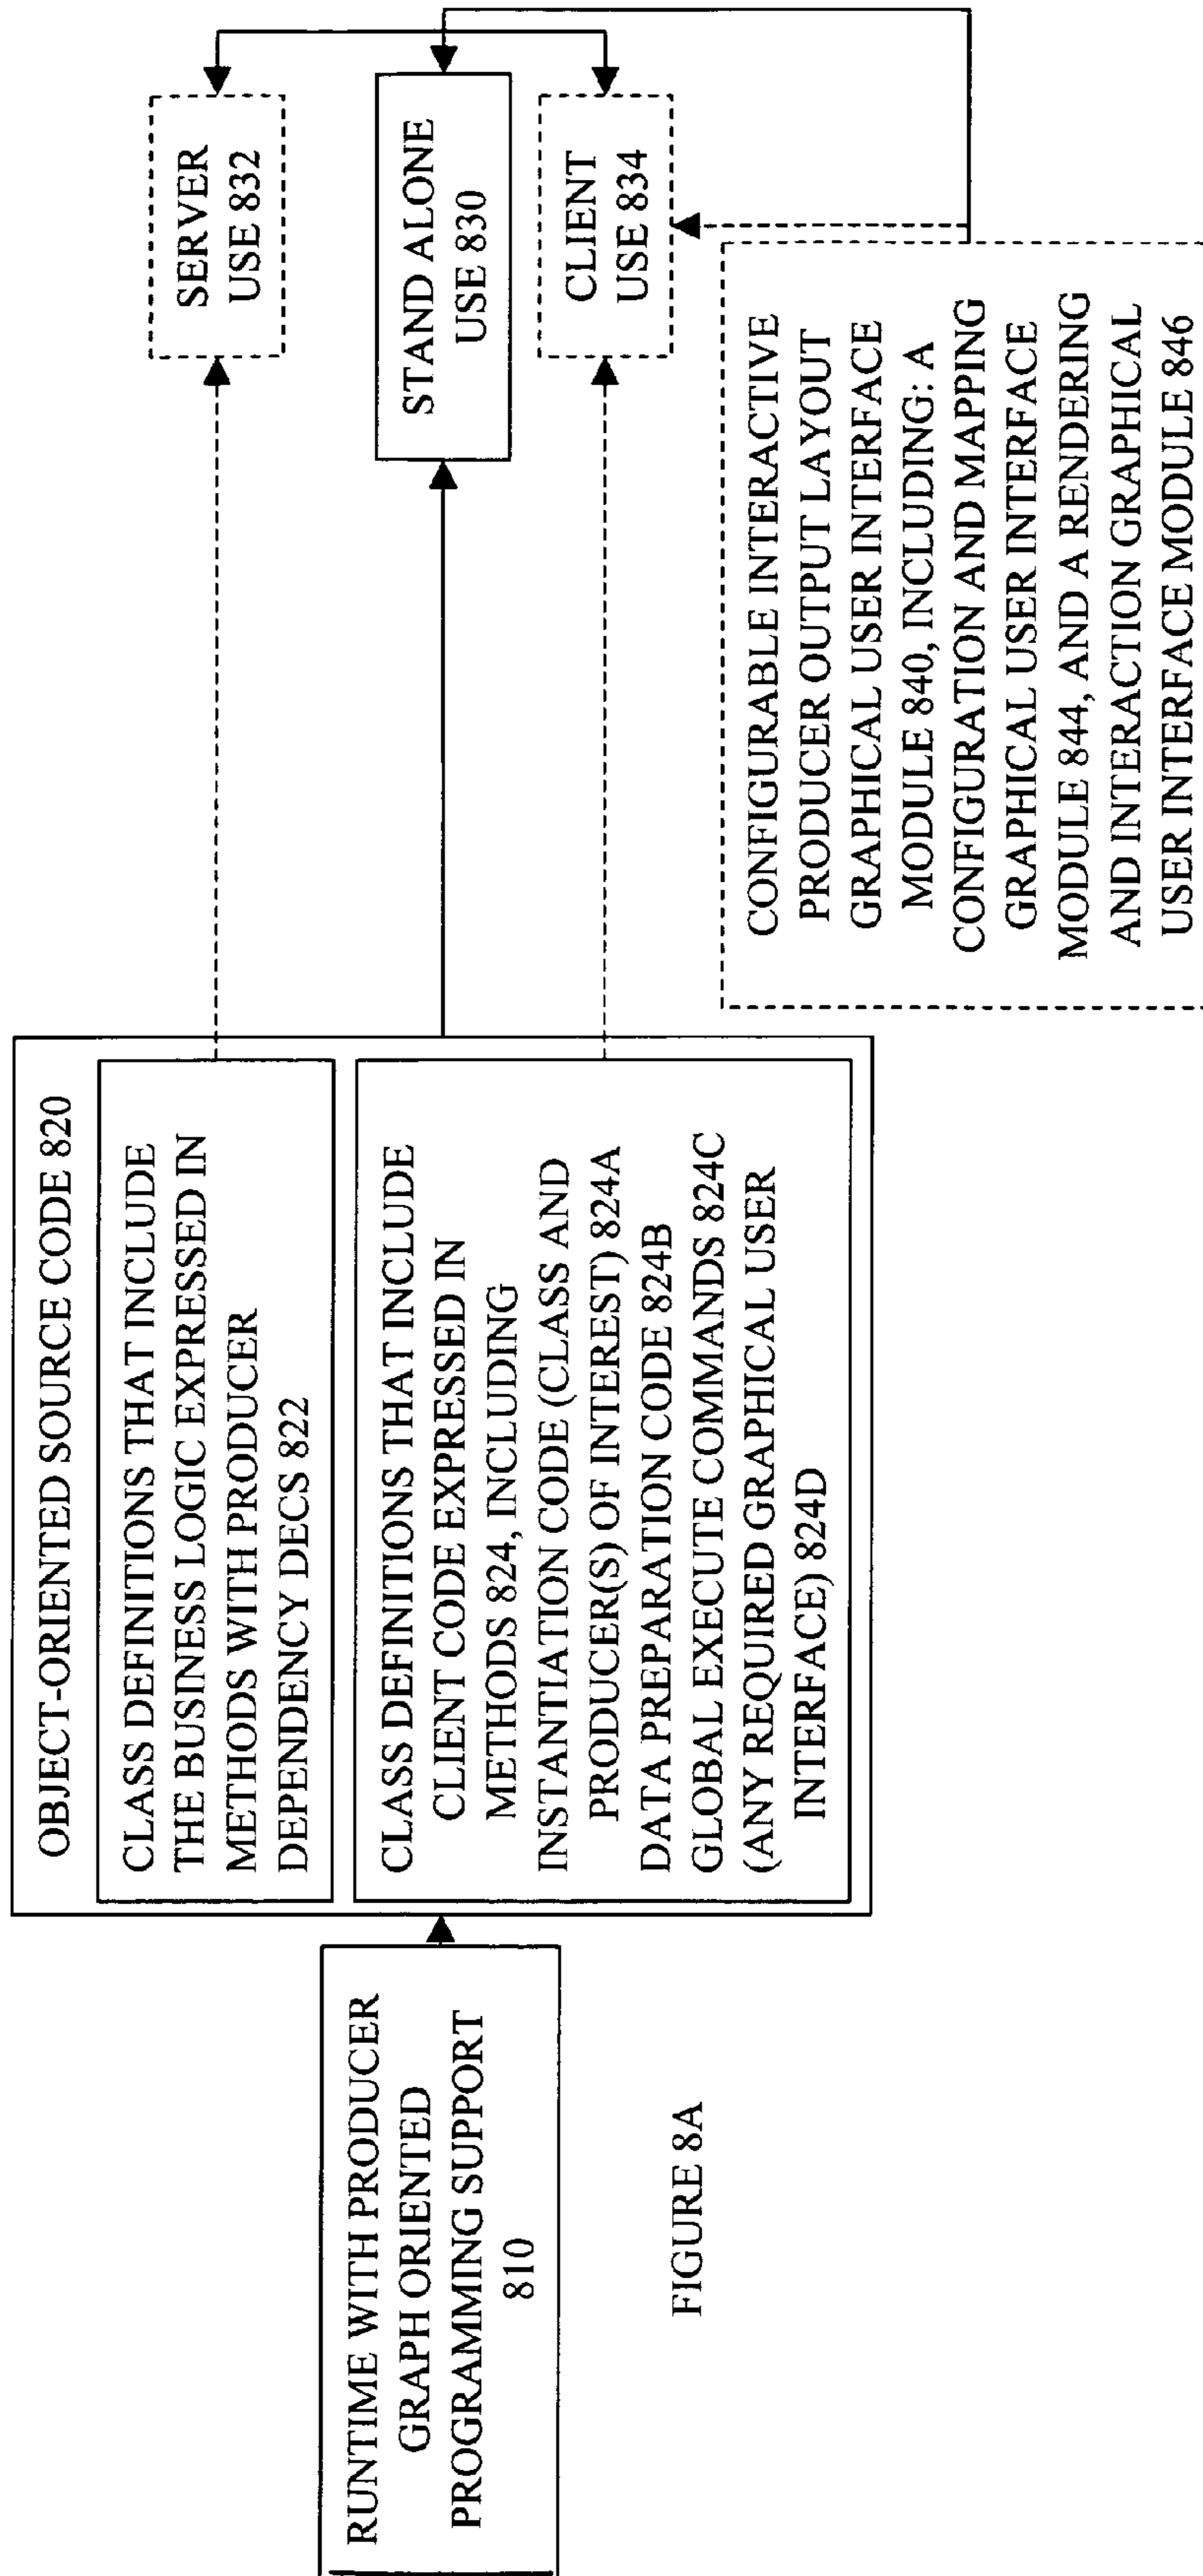 RUNTIME WITH PRODUCER
GRAPH ORIENTED
PROGRAMMING SUPPORT
810
OBJECT-ORIENTED SOURCE CODE 820
CLASS DEFINITIONS THAT INCLUDE
THE BUSINESS LOGIC EXPRESSED IN
METHODS WITH PRODUCER
DEPENDENCY DECS 822
CLASS DEFINITIONS THAT INCLUDE
CLIENT CODE EXPRESSED IN
METHODS 824, INCLUDING
INSTANTIATION CODE (CLASS AND
PRODUCER(S) OF INTEREST) 824A
DATA PREPARATION CODE 824B
GLOBAL EXECUTE COMMANDS 824C
(ANY REQUIRED GRAPHICAL USER
INTERFACE) 824D
SERVER
USE 832
STAND ALONE
USE 830
CLIENT
USE 834
CONFIGURABLE INTERACTIVE
PRODUCER OUTPUT LAYOUT
GRAPHICAL USER INTERFACE
MODULE 840, INCLUDING: A
CONFIGURATION AND MAPPING
GRAPHICAL USER INTERFACE
MODULE 844, AND A RENDERING
AND INTERACTION GRAPHICAL
USER INTERFACE MODULE 846
FIGURE 8A